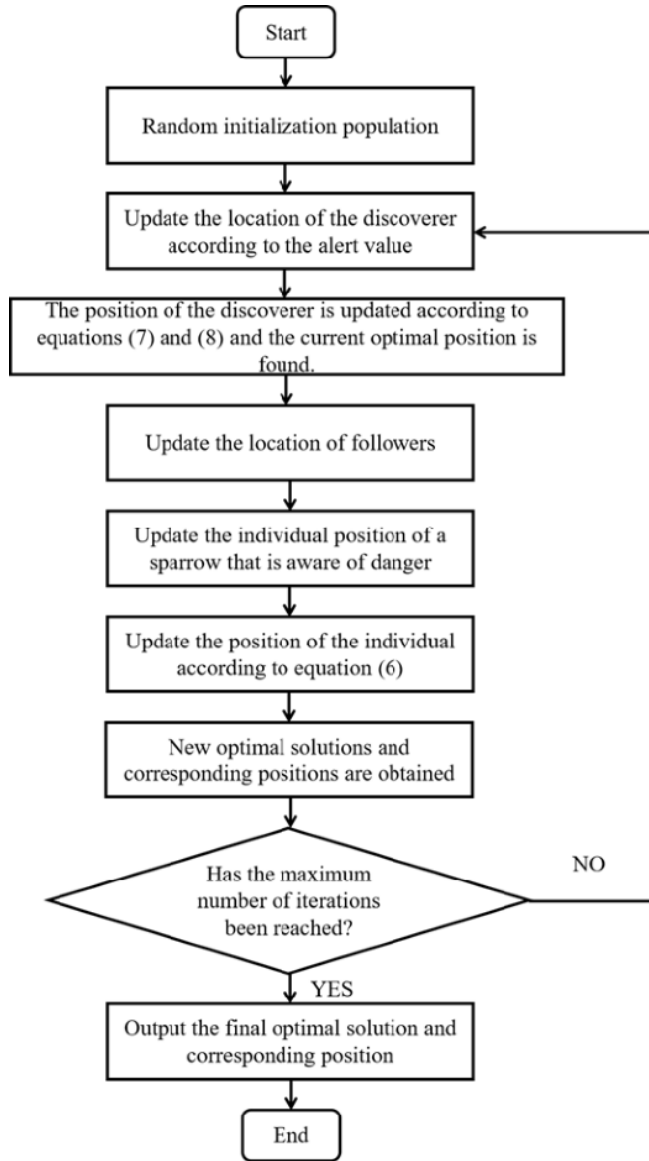 Start
Random initialization population
Update the location of the discoverer
according to the alert value
The position of the discoverer is updated according to
equations (7) and (8) and the current optimal position is
found.
Update the location of followers
Update the individual position of a
sparrow that is aware of danger
Update the position of the individual
according to equation (6)
New optimal solutions and
corresponding positions are obtained
Has the maximum
number of iterations
been reached?
NO
YES
Output the final optimal solution and
corresponding position
End